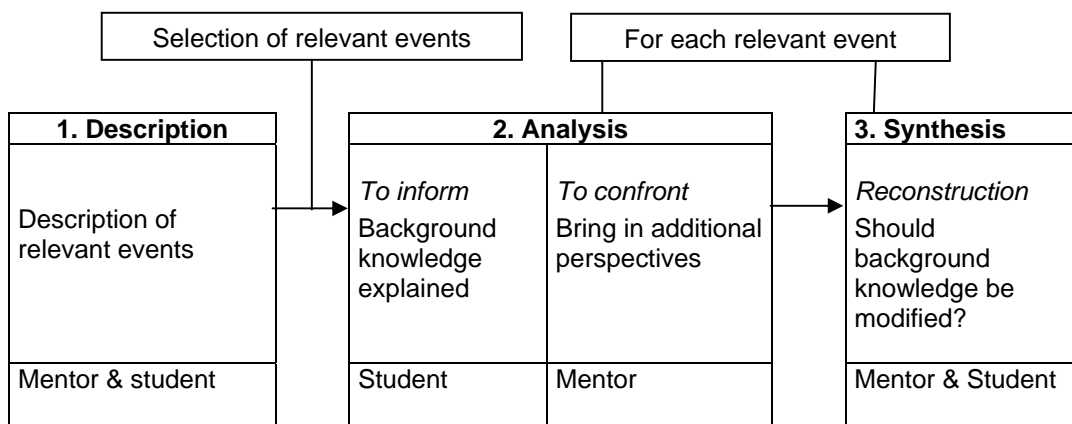 Selection of relevant events
For each relevant event
1. Description
2. Analysis
3. Synthesis
Description of
relevant events
To inform
Background
knowledge
explained
To confront
Bring in additional
perspectives
Reconstruction
Should
background
knowledge be
modified?
Mentor & student
Student
Mentor
Mentor & Student